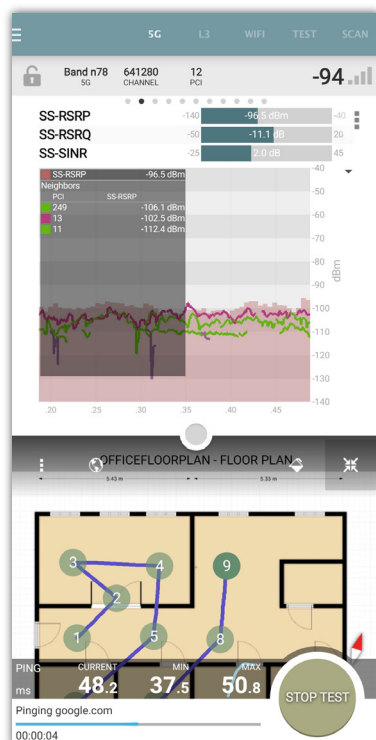 5G L3 WIFI TEST SCAN
Band n78 641280 12 -94
5G CHANNEL PCI
SS-RSRP -140 -96.5 dBm -40
SS-RSRQ -50 -11.1 dB 20
SS-SINR -25 2.0 dB 45
SS-RSRP -96.5 dBm
Neighbors
PCI SS-RSRP
249 -106.1 dBm
13 -102.5 dBm
11 -112.4 dBm
-40
-50
-60
-70
-80
-90
-100
-110
-120
-130
-140
dBm
.20 .25 .30 .35 .40 .45
OFFICEFLOORPLAN - FLOOR PLAN
5.43 m 5.33 m
3 4 9
2
1 5 8
PING CURRENT MIN MAX
ms 48.2 37.5 50.8
STOP TEST
Pinging google.com
00:00:04